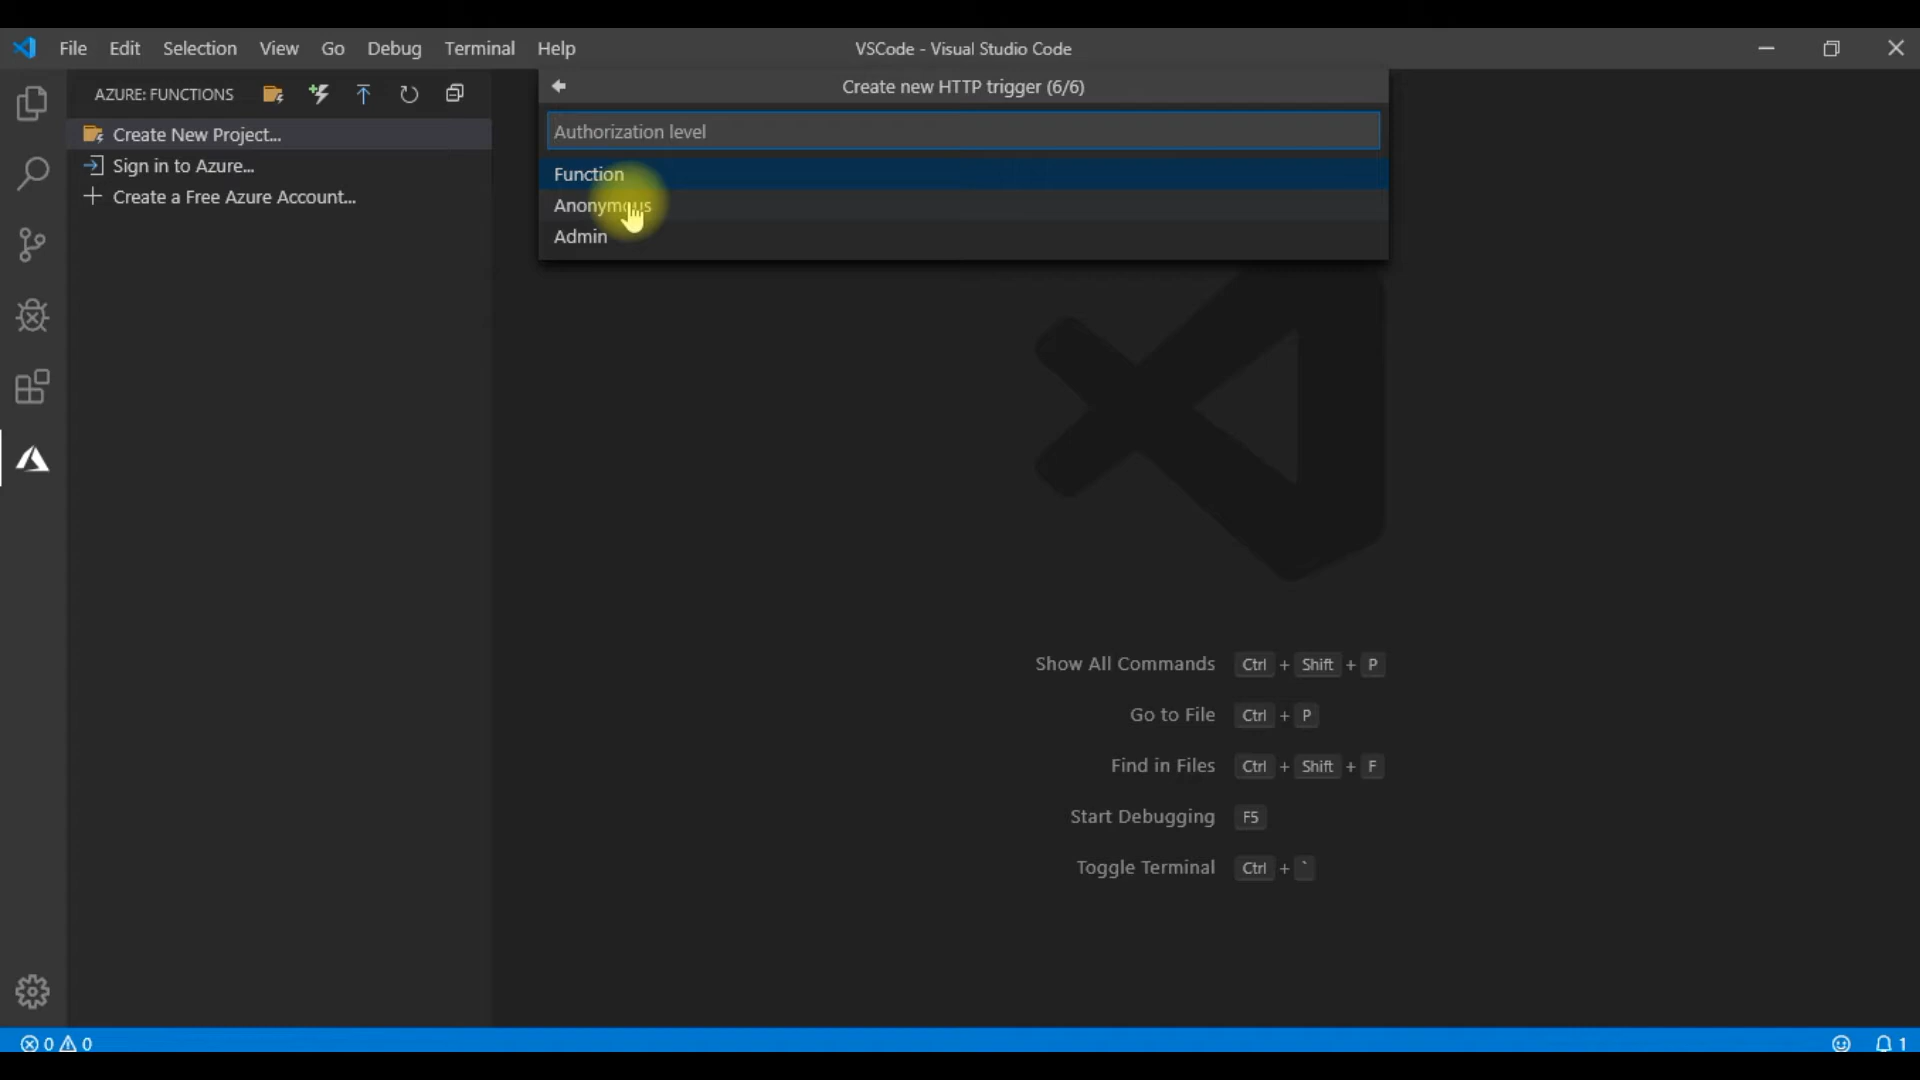 File Edit Selection View Go Debug Terminal Help VSCode - Visual Studio Code
AZURE: FUNCTIONS
Create new HTTP trigger (6/6)
Create New Project...
Sign in to Azure...
Create a Free Azure Account...
Authorization level
Function
Anonymous
Admin
Show All Commands Ctrl + Shift + P
Go to File Ctrl + P
Find in Files Ctrl + Shift + F
Start Debugging F5
Toggle Terminal Ctrl + `
0 0 1